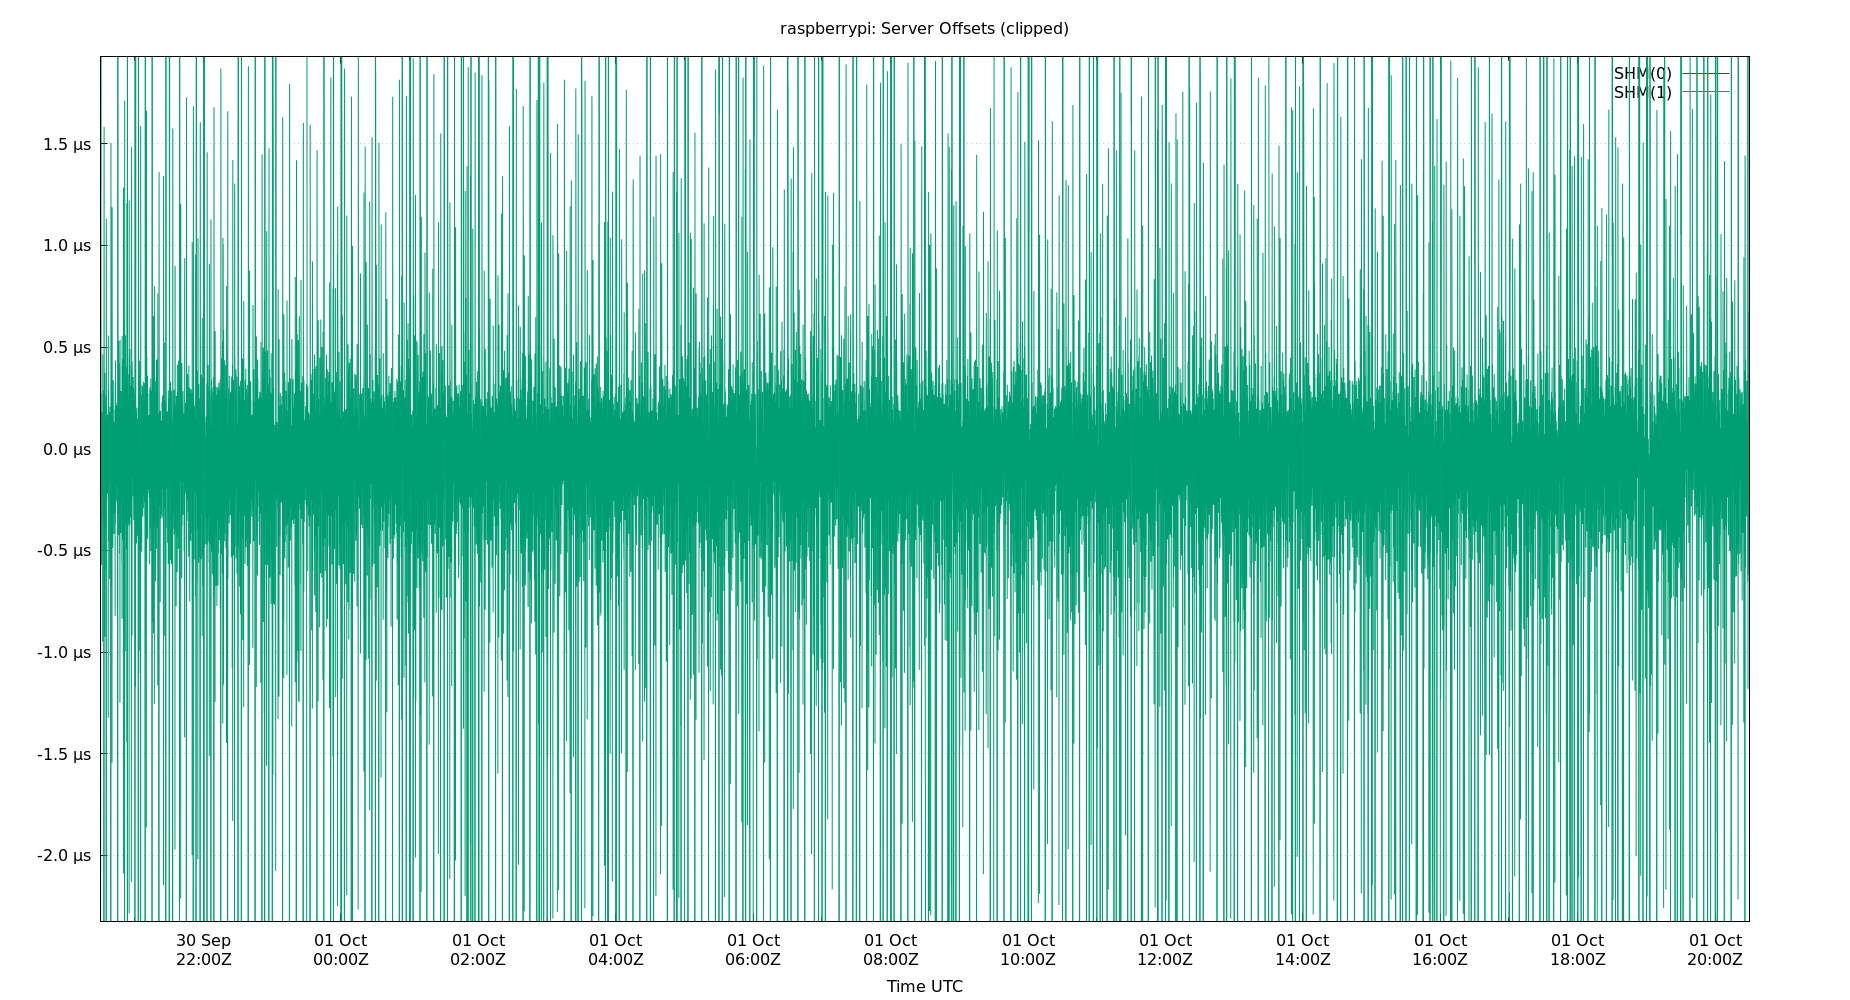 raspberrypi: Server Offsets (clipped)
SHM(0)
SHM(1)
1.5 µs
1.0 µs
0.5 µs
0.0 µs
-0.5 µs
-1.0 µs
-1.5 µs
-2.0 µs
30 Sep 01 Oct 01 Oct 01 Oct 01 Oct 01 Oct 01 Oct 01 Oct 01 Oct 01 Oct 01 Oct 01 Oct
22:00Z 00:00Z 02:00Z 04:00Z 06:00Z 08:00Z 10:00Z 12:00Z 14:00Z 16:00Z 18:00Z 20:00Z
Time UTC